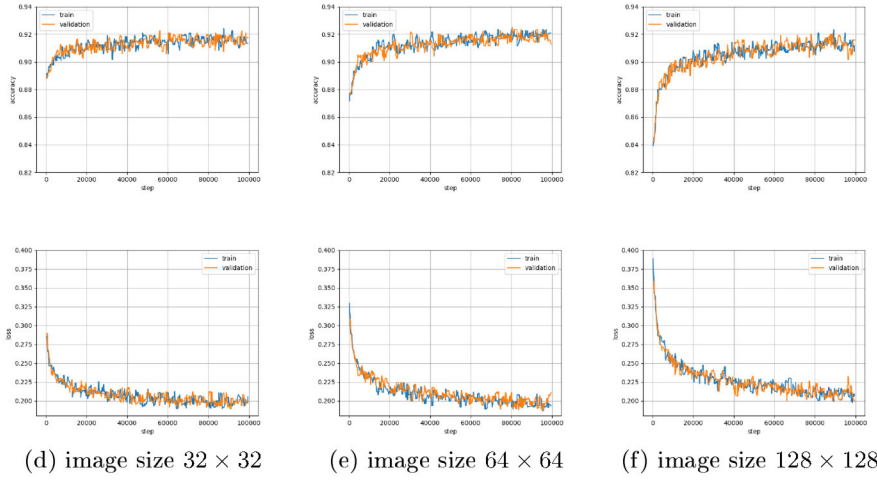 0.94
0.92
0.90
0.88
0.86
0.84
0.82
accuracy
train
validation
0 20000 40000 60000 80000 100000
step
0.94
0.92
0.90
0.88
0.86
0.84
0.82
accuracy
train
validation
0 20000 40000 60000 80000 100000
step
0.94
0.92
0.90
0.88
0.86
0.84
0.82
accuracy
train
validation
0 20000 40000 60000 80000 100000
step
0.400
0.375
0.350
0.325
0.300
0.275
0.250
0.225
0.200
loss
train
validation
0 20000 40000 60000 80000 100000
step
0.400
0.375
0.350
0.325
0.300
0.275
0.250
0.225
0.200
loss
train
validation
0 20000 40000 60000 80000 100000
step
0.400
0.375
0.350
0.325
0.300
0.275
0.250
0.225
0.200
loss
train
validation
0 20000 40000 60000 80000 100000
step
(d) image size 32 × 32
(e) image size 64 × 64
(f) image size 128 × 128